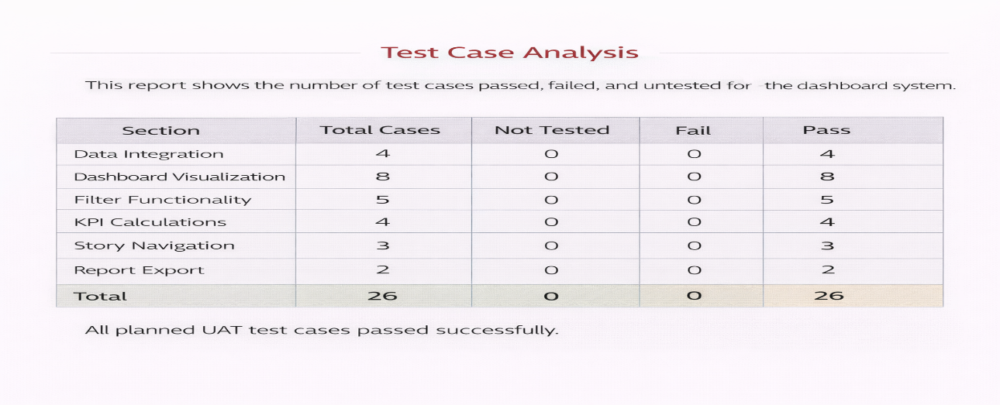 Test Case Analysis
This report shows the number of test cases passed, failed, and untested for the dashboard system.
Section Total Cases Not Tested Fail Pass
Data Integration 4 0 0 4
Dashboard Visualization 8 0 0 8
Filter Functionality 5 0 0 5
KPI Calculations 4 0 0 4
Story Navigation 3 0 0 3
Report Export 2 0 0 2
Total 26 0 0 26
All planned UAT test cases passed successfully.